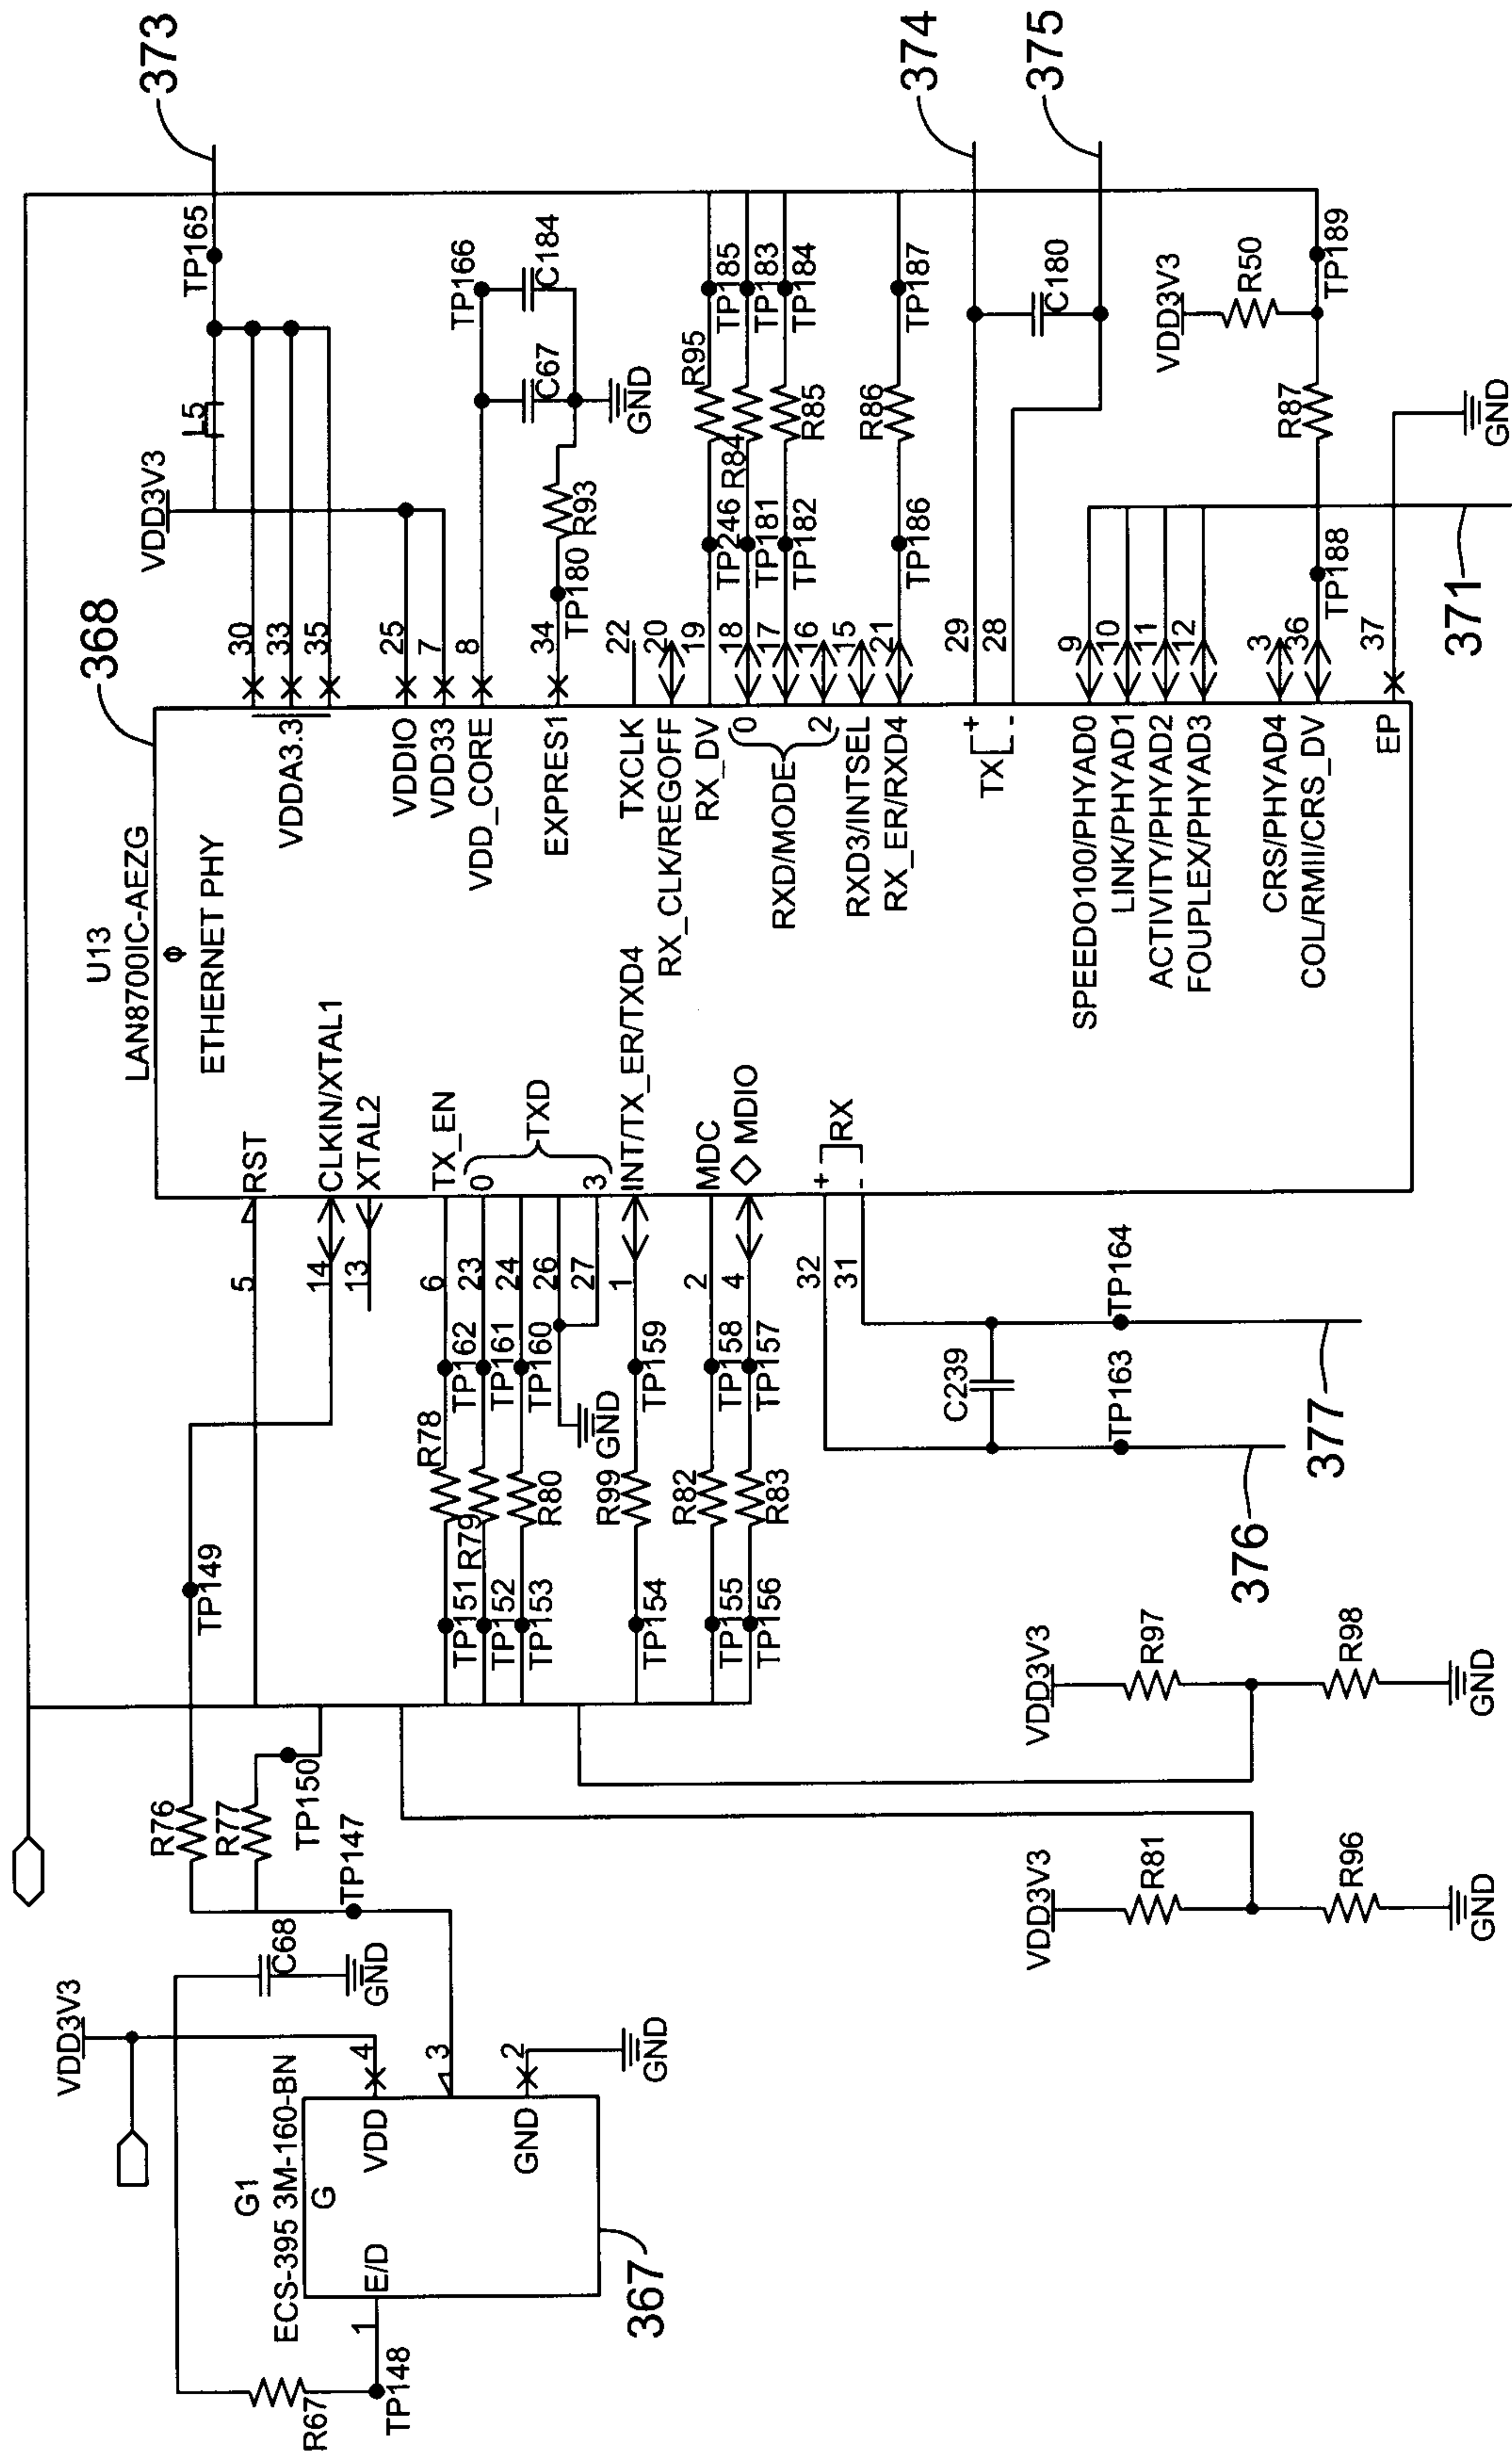 VDD3V3
R67
TP148
1
E/D
G1
ECS-395 3M-160-BN
G
VDD
GND
4
3
2
GND
367
C68
GND
TP147
R76
R77
TP150
TP149
VDD3V3
R81
R96
GND
VDD3V3
R97
R98
GND
TP151
R79
TP152
TP153
TP154
TP155
TP156
R78
R80
R99
R82
R83
GND
TP162
TP161
TP160
TP159
TP158
TP157
5
14
13
6
23
24
26
27
1
2
4
32
31
C239
TP163
TP164
376
377
U13
LAN8700IC-AEZG
Φ
ETHERNET PHY
368
RST
CLKIN/XTAL1
XTAL2
TX_EN
0
TXD
3
INT/TX_ER/TXD4
MDC
MDIO
+
RX
-
VDDA3.3
VDDIO
VDD33
VDD_CORE
EXPRES1
TXCLK
RX_CLK/REGOFF
RX_DV
0
RXD/MODE
2
RXD3/INTSEL
RX_ER/RXD4
+
TX
-
SPEEDO100/PHYAD0
LINK/PHYAD1
ACTIVITY/PHYAD2
FOUPLEX/PHYAD3
CRS/PHYAD4
COL/RMII/CRS_DV
EP
30
33
35
25
7
8
34
22
20
19
18
17
16
15
21
29
28
9
10
11
12
3
36
37
VDD3V3
L5
TP165
373
TP166
C67
C184
TP180
R93
GND
TP246
R95
TP181
R84
TP185
TP182
R85
TP183
TP184
TP186
R86
TP187
374
C180
375
VDD3V3
R50
TP188
R87
TP189
371
GND